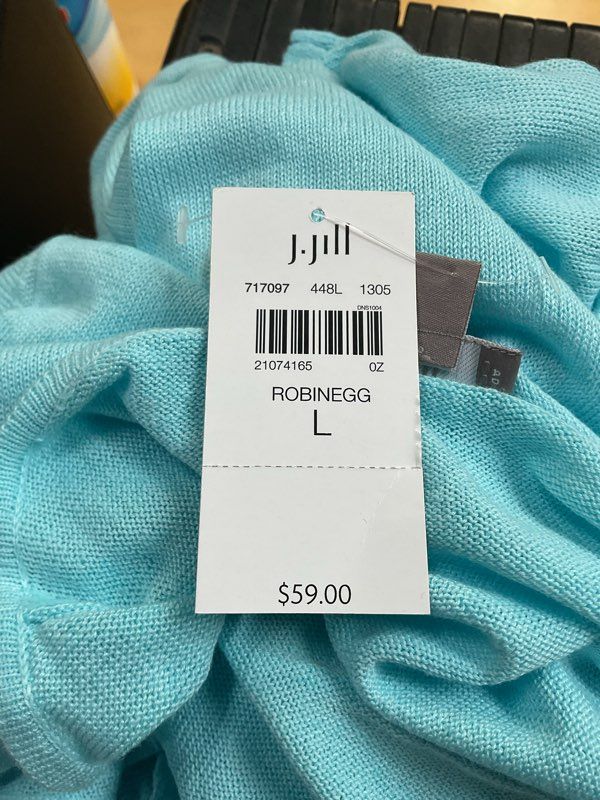 J.Jill
717097 448L 1305
DNS1004
21074165 0Z
ROBINEGG
L
$59.00